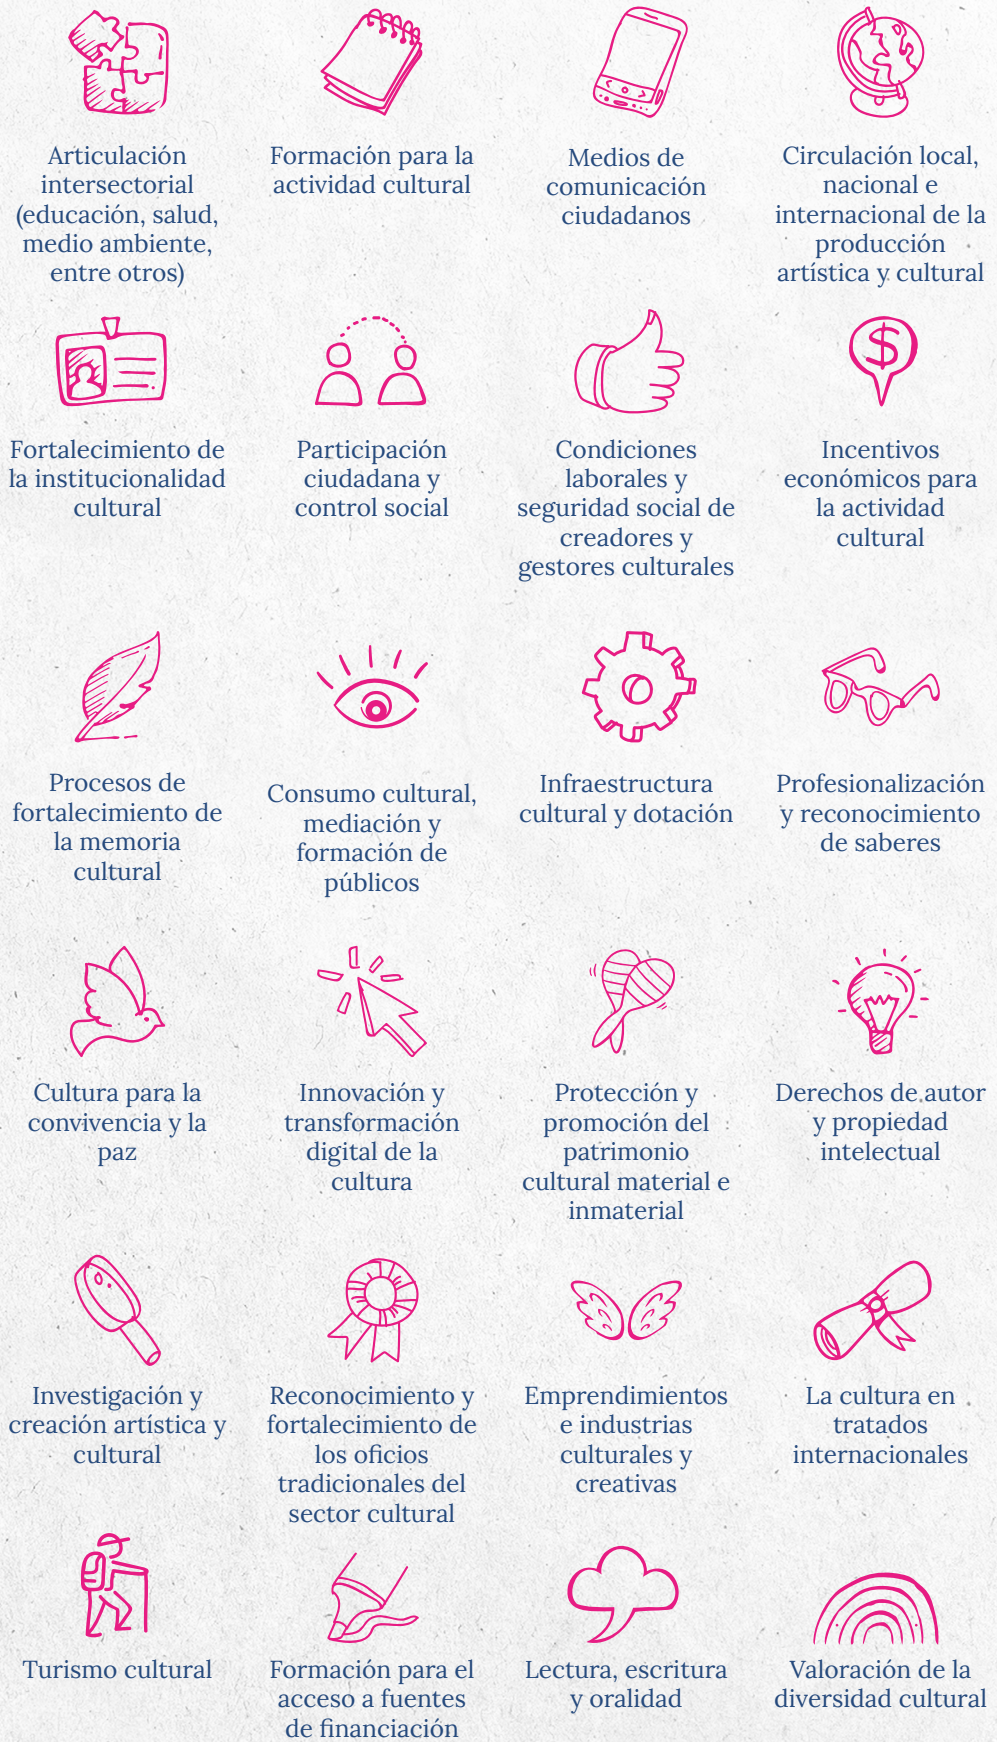 Articulación
intersectorial
(educación, salud,
medio ambiente,
entre otros)
Formación para la
actividad cultural
Medios de
comunicación
ciudadanos
Circulación local,
nacional e
internacional de la
producción
artística y cultural
Fortalecimiento de
la institucionalidad
cultural
Participación
ciudadana y
control social
Condiciones
laborales y
seguridad social de
creadores y
gestores culturales
Incentivos
económicos para
la actividad
cultural
Procesos de
fortalecimiento de
la memoria
cultural
Consumo cultural,
mediación y
formación de
públicos
Infraestructura
cultural y dotación
Profesionalización
y reconocimiento
de saberes
Cultura para la
convivencia y la
paz
Innovación y
transformación
digital de la
cultura
Protección y
promoción del
patrimonio
cultural material e
inmaterial
Derechos de autor
y propiedad
intelectual
Investigación y
creación artística y
cultural
Reconocimiento y
fortalecimiento de
los oficios
tradicionales del
sector cultural
Emprendimientos
e industrias
culturales y
creativas
La cultura en
tratados
internacionales
Turismo cultural
Formación para el
acceso a fuentes
de financiación
Lectura, escritura
y oralidad
Valoración de la
diversidad cultural